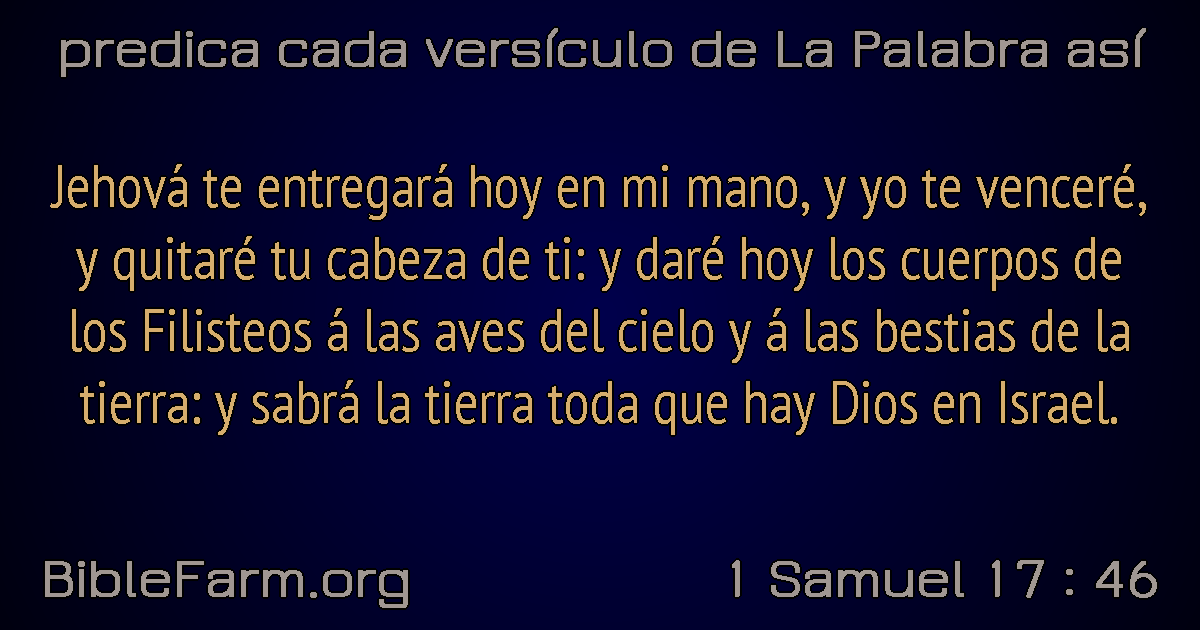 predica cada versículo de La Palabra así
Jehová te entregará hoy en mi mano, y yo te venceré,
y quitaré tu cabeza de ti: y daré hoy los cuerpos de
los Filisteos á las aves del cielo y á las bestias de la
tierra: y sabrá la tierra toda que hay Dios en Israel.
BibleFarm.org
1 Samuel 17 : 46